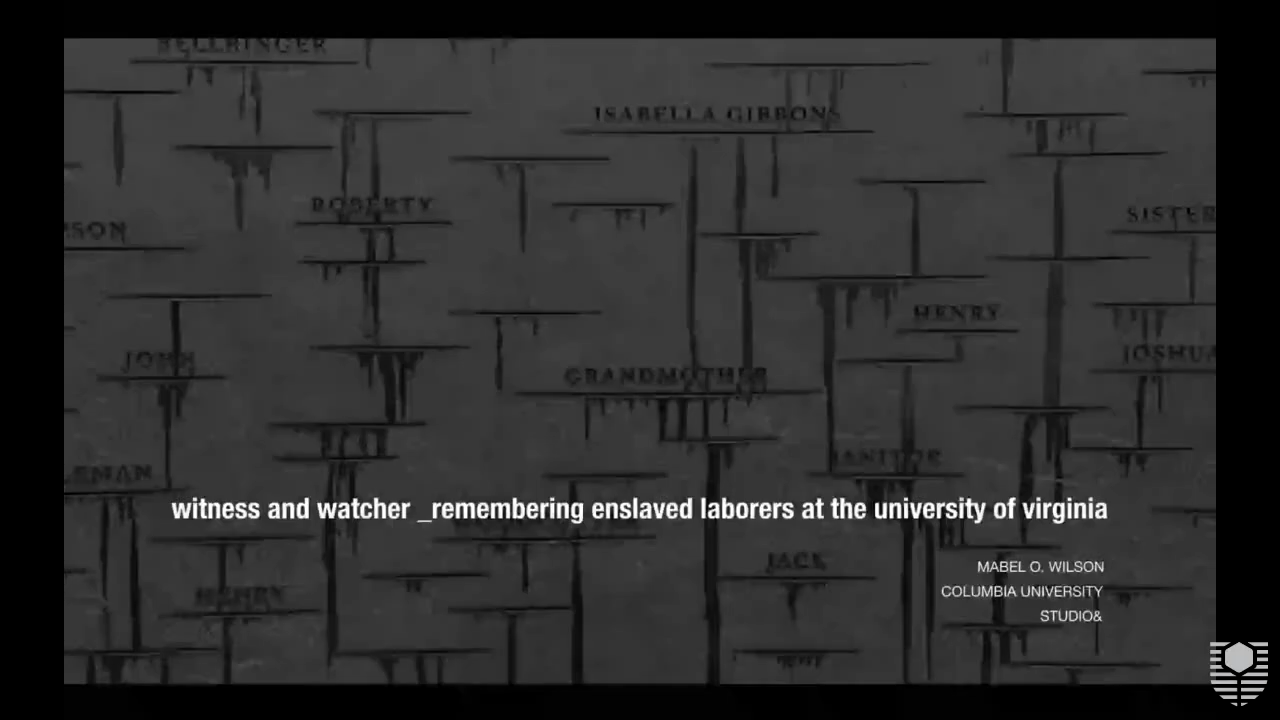 BELLBINGER
ISABELLA GIBBONS
ROBERTY
SISTER
HENRY
JOHN
JOSHUA
GRANDMOTHER
JANITOR
witness and watcher _remembering enslaved laborers at the university of virginia
JACK
MABEL O. WILSON
COLUMBIA UNIVERSITY
HENRY
STUDIO&